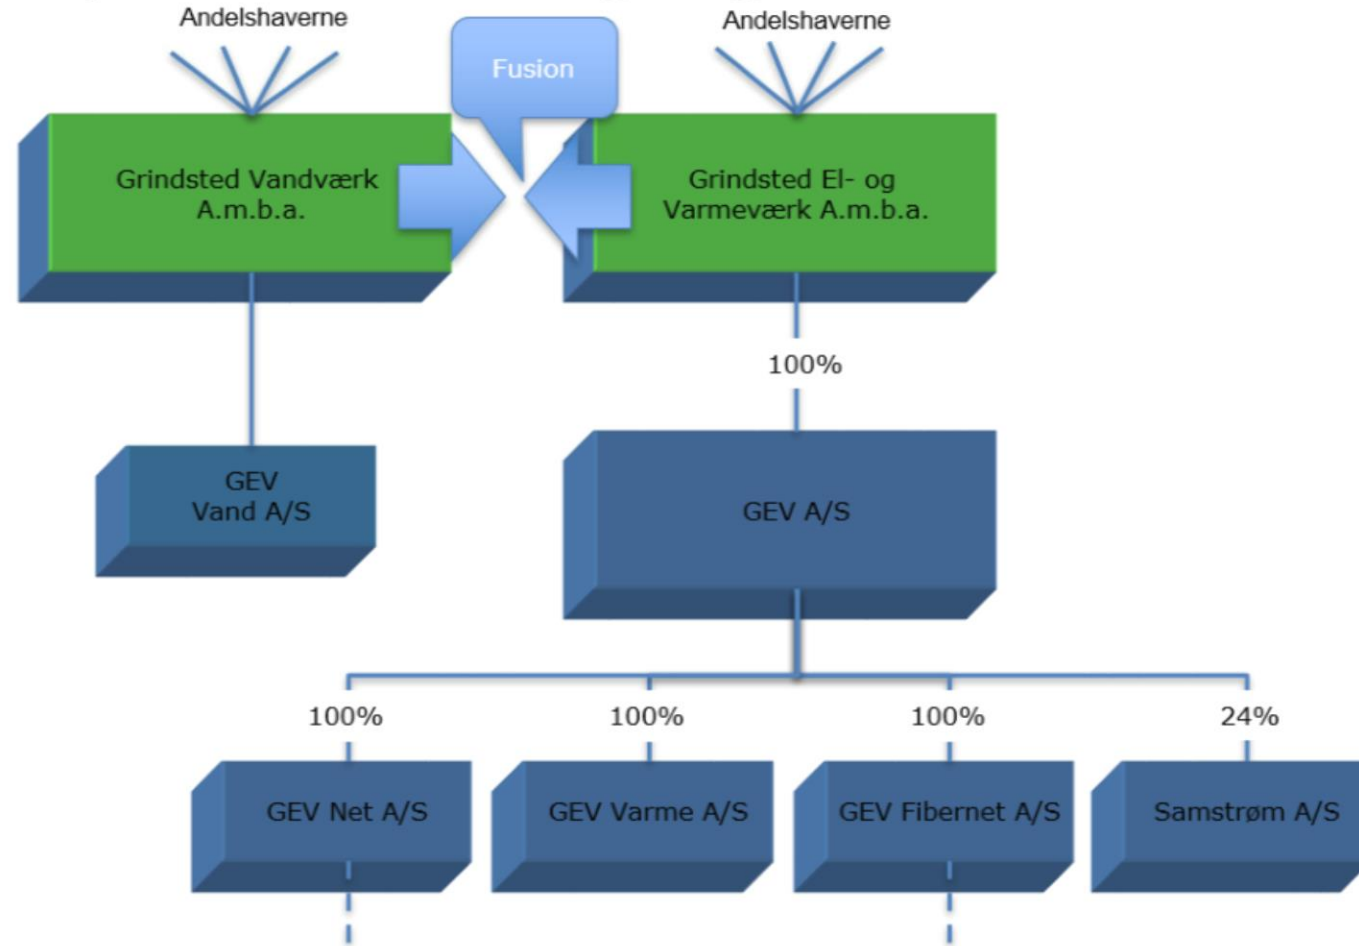 Andelshaverne
Andelshaverne
Fusion
Grindsted Vandværk
A.m.b.a.
Grindsted El- og
Varmeværk A.m.b.a.
100%
GEV
Vand A/S
GEV A/S
100%
100%
100%
24%
GEV Net A/S
GEV Varme A/S
GEV Fibernet A/S
Samstrøm A/S